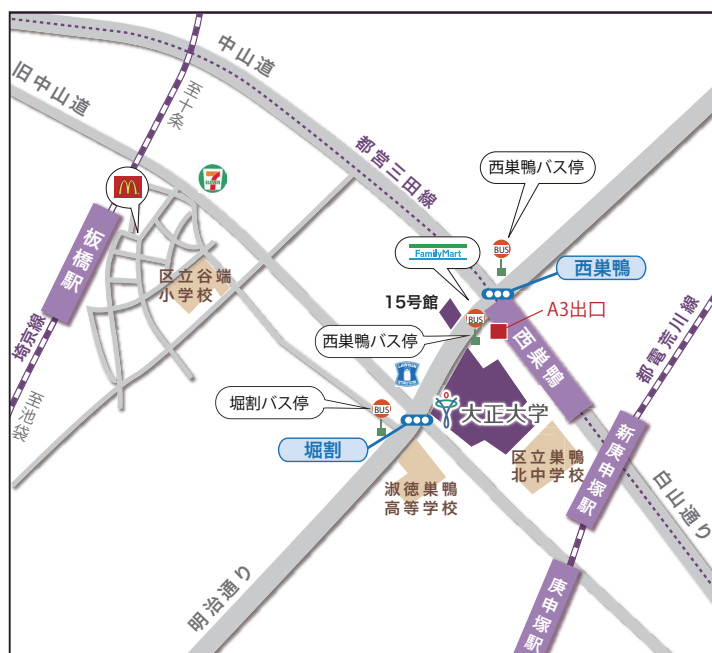 中山道
旧中山道
至十条
都営三田線
西巣鴨バス停
BUS
板橋駅
区立谷端
小学校
FamilyMart
西巣鴨
15号館
BUS
A3出口
西巣鴨バス停
西巣鴨
都電荒川線
埼京線
至池袋
LAWSON
STATION
堀割バス停
BUS
大正大学
堀割
区立巣鴨
北中学校
新庚申塚駅
淑徳巣鴨
高等学校
白山通り
明治通り
庚申塚駅